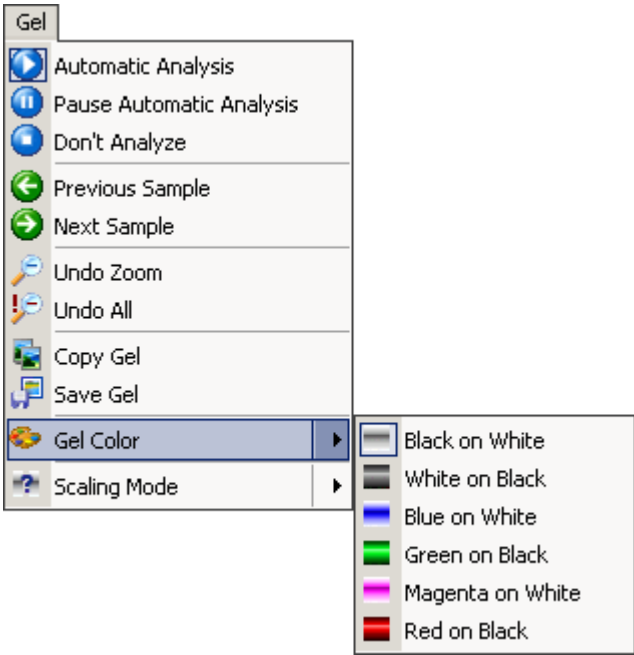 Gel
Automatic Analysis
Pause Automatic Analysis
Don't Analyze
Previous Sample
Next Sample
Undo Zoom
Undo All
Copy Gel
Save Gel
Gel Color
Scaling Mode
Black on White
White on Black
Blue on White
Green on Black
Magenta on White
Red on Black